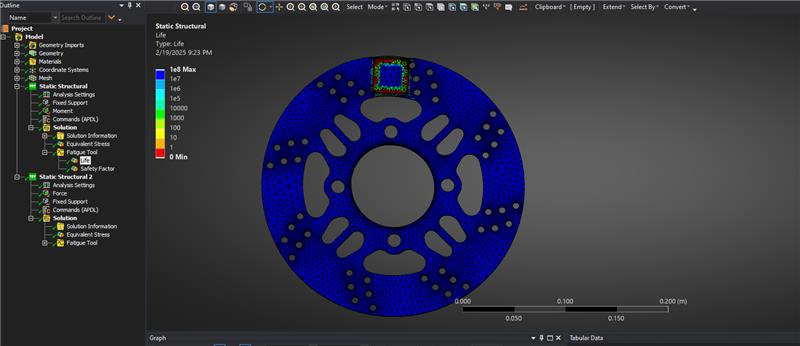 Outline
Name
Search Outline
Project
Model
Geometry Imports
Geometry
Materials
Coordinate Systems
Mesh
Static Structural
Analysis Settings
Fixed Support
Moment
Commands (APDL)
Solution
Solution Information
Equivalent Stress
Fatigue Tool
Life
Safety Factor
Static Structural 2
Analysis Settings
Force
Fixed Support
Commands (APDL)
Solution
Solution Information
Equivalent Stress
Fatigue Tool
Select Mode Clipboard [ Empty ] Extend Select By Convert
Static Structural
Life
Type: Life
2/19/2025 9:23 PM
1e8 Max
1e7
1e6
1e5
10000
1000
100
10
1
0 Min
0.000 0.100 0.200 (m)
0.050 0.150
Graph
Tabular Data